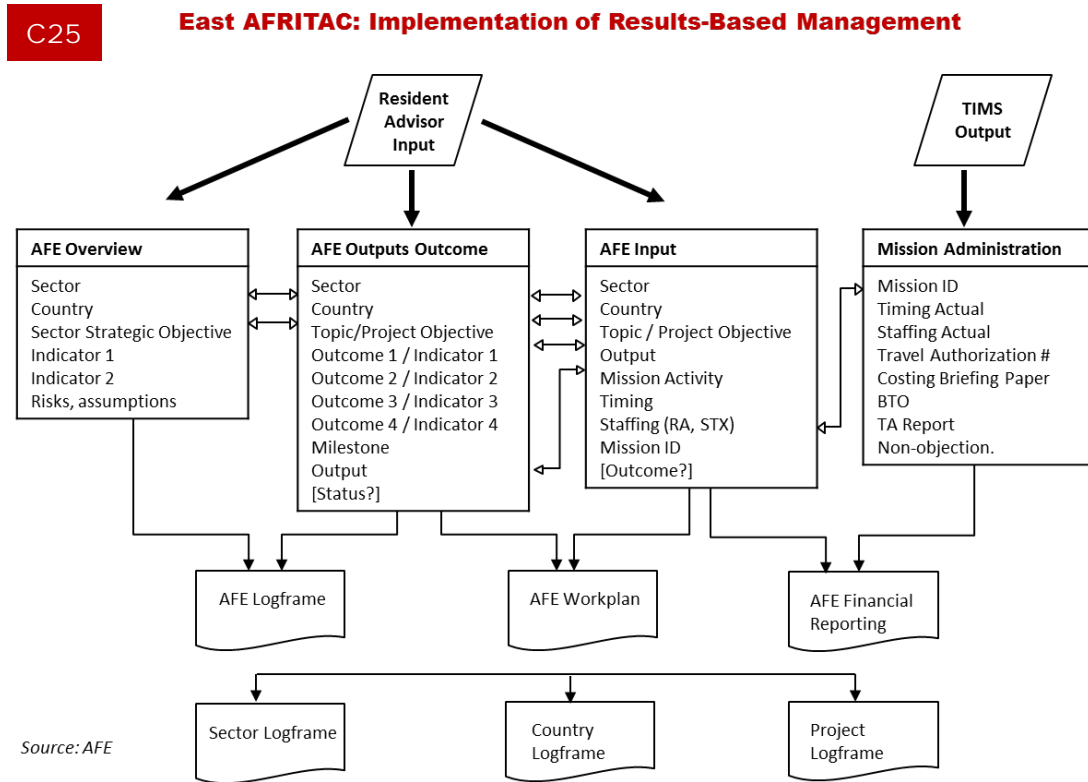 C25
East AFRITAC: Implementation of Results-Based Management
Resident
Advisor
Input
TIMS
Output
AFE Overview
Sector
Country
Sector Strategic Objective
Indicator 1
Indicator 2
Risks, assumptions
AFE Outputs Outcome
Sector
Country
Topic/Project Objective
Outcome 1 / Indicator 1
Outcome 2 / Indicator 2
Outcome 3 / Indicator 3
Outcome 4 / Indicator 4
Milestone
Output
[Status?]
AFE Input
Sector
Country
Topic / Project Objective
Output
Mission Activity
Timing
Staffing (RA, STX)
Mission ID
[Outcome?]
Mission Administration
Mission ID
Timing Actual
Staffing Actual
Travel Authorization #
Costing Briefing Paper
BTO
TA Report
Non-objection.
AFE Logframe
AFE Workplan
AFE Financial
Reporting
Sector Logframe
Country
Logframe
Project
Logframe
Source: AFE